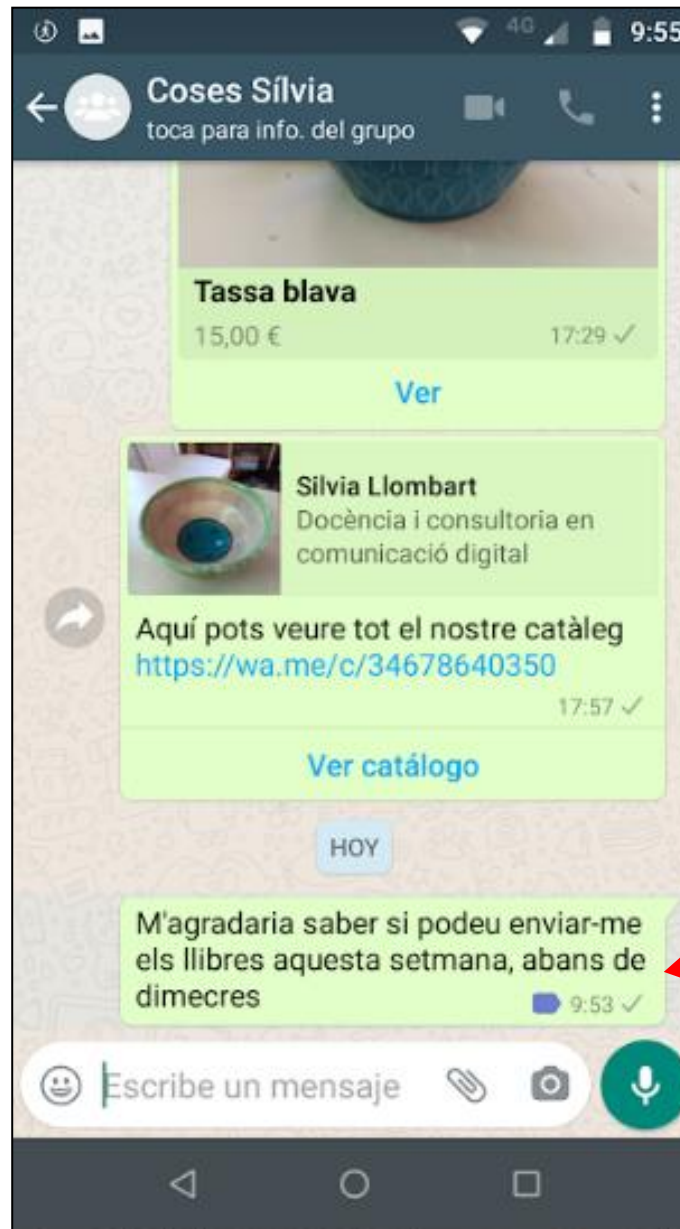 4G 9:55
Coses Sílvia
toca para info. del grupo
Tassa blava
15,00 €
17:29
Ver
Silvia Llombart
Docència i consultoria en
comunicació digital
Aquí pots veure tot el nostre catàleg
https://wa.me/c/34678640350
17:57
Ver catálogo
HOY
M'agradaria saber si podeu enviar-me
els llibres aquesta setmana, abans de
dimecres
9:53
Escribe un mensaje